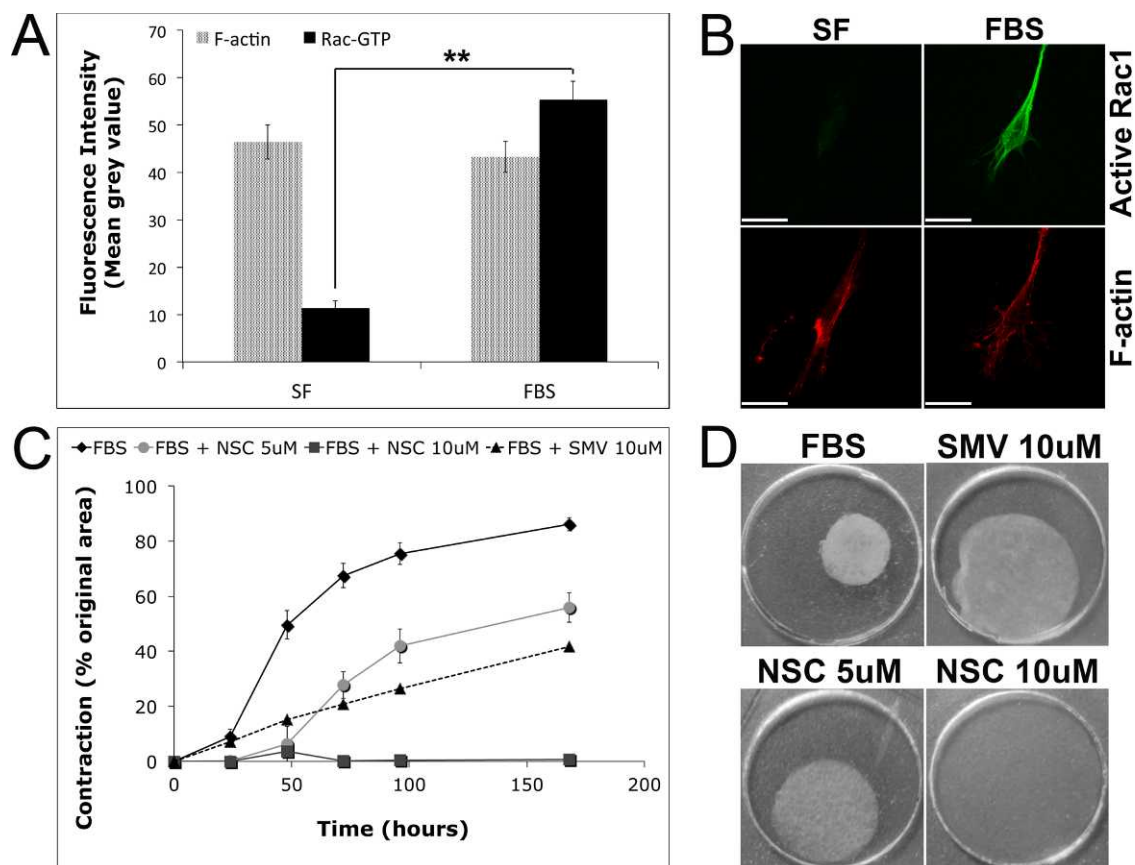 A
Fluorescence Intensity
(Mean grey value)
70
60
50
40
30
20
10
0
F-actin Rac-GTP
**
SF FBS
B
SF FBS
Active Rac1
F-actin
C
FBS FBS + NSC 5uM FBS + NSC 10uM FBS + SMV 10uM
Contraction (% original area)
100
80
60
40
20
0
0 50 100 150 200
Time (hours)
D
FBS SMV 10uM
NSC 5uM NSC 10uM